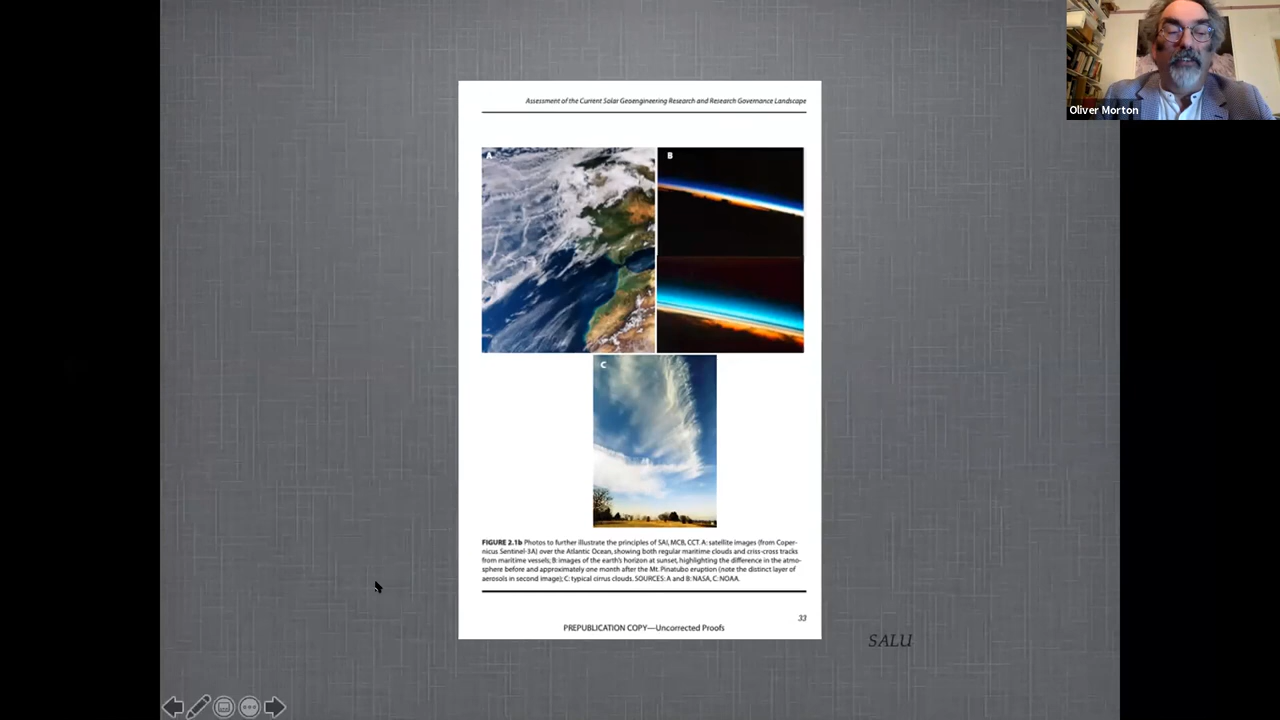 Oliver Morton
Assessment of the Current Solar Geoengineering Research and Research Governance Landscape
A
B
C
FIGURE 2.1b Photos to further illustrate the principles of SAI, MCB, CCT. A: satellite images (from Coper-
nicus Sentinel-3A) over the Atlantic Ocean, showing both regular maritime clouds and criss-cross tracks
from maritime vessels; B: images of the earth's horizon at sunset, highlighting the difference in the atmo-
sphere before and approximately one month after the Mt. Pinatubo eruption (note the distinct layer of
aerosols in second image); C: typical cirrus clouds. SOURCES: A and B: NASA, C: NOAA.
33
PREPUBLICATION COPY—Uncorrected Proofs
SALU